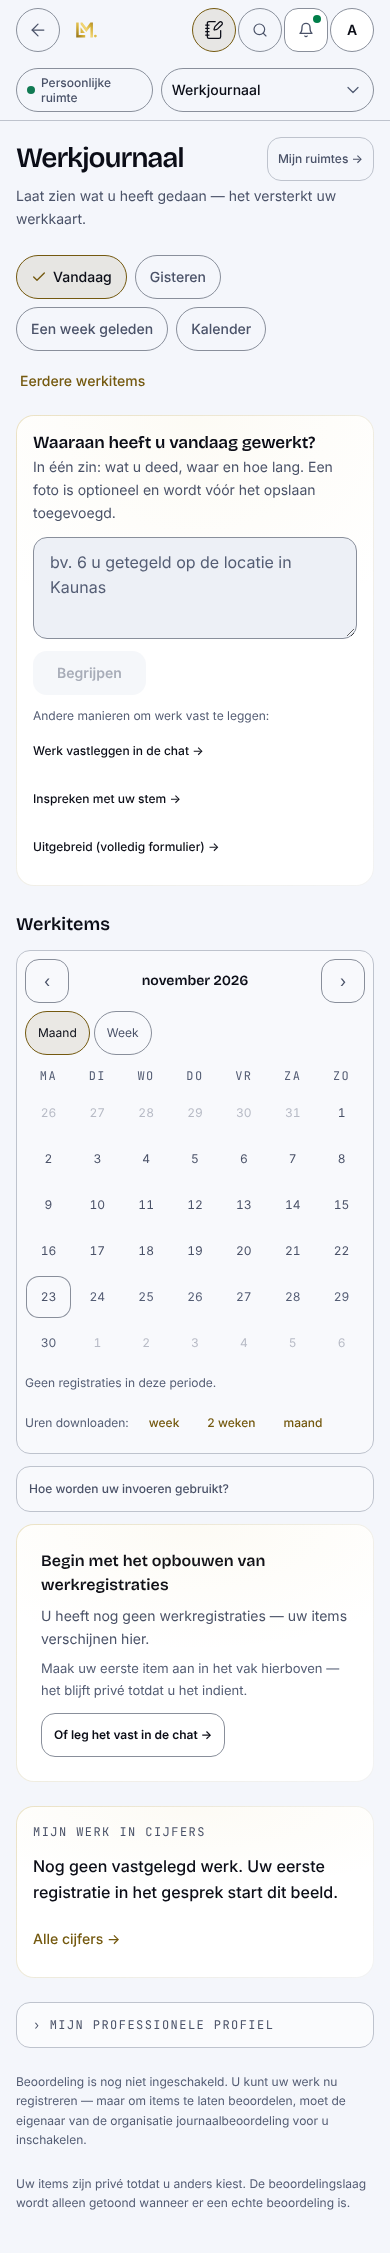 LM.
A
Persoonlijke
ruimte
Werkjournaal
Werkjournaal
Mijn ruimtes →
Laat zien wat u heeft gedaan — het versterkt uw
werkkaart.
Vandaag
Gisteren
Een week geleden
Kalender
Eerdere werkitems
Waaraan heeft u vandaag gewerkt?
In één zin: wat u deed, waar en hoe lang. Een
foto is optioneel en wordt vóór het opslaan
toegevoegd.
bv. 6 u getegeld op de locatie in
Kaunas
Begrijpen
Andere manieren om werk vast te leggen:
Werk vastleggen in de chat →
Inspreken met uw stem →
Uitgebreid (volledig formulier) →
Werkitems
‹ november 2026 ›
Maand Week
MA DI WO DO VR ZA ZO
26 27 28 29 30 31 1
2 3 4 5 6 7 8
9 10 11 12 13 14 15
16 17 18 19 20 21 22
23 24 25 26 27 28 29
30 1 2 3 4 5 6
Geen registraties in deze periode.
Uren downloaden: week 2 weken maand
Hoe worden uw invoeren gebruikt?
Begin met het opbouwen van
werkregistraties
U heeft nog geen werkregistraties — uw items
verschijnen hier.
Maak uw eerste item aan in het vak hierboven —
het blijft privé totdat u het indient.
Of leg het vast in de chat →
MIJN WERK IN CIJFERS
Nog geen vastgelegd werk. Uw eerste
registratie in het gesprek start dit beeld.
Alle cijfers →
› MIJN PROFESSIONELE PROFIEL
Beoordeling is nog niet ingeschakeld. U kunt uw werk nu
registreren — maar om items te laten beoordelen, moet de
eigenaar van de organisatie journaalbeoordeling voor u
inschakelen.
Uw items zijn privé totdat u anders kiest. De beoordelingslaag
wordt alleen getoond wanneer er een echte beoordeling is.